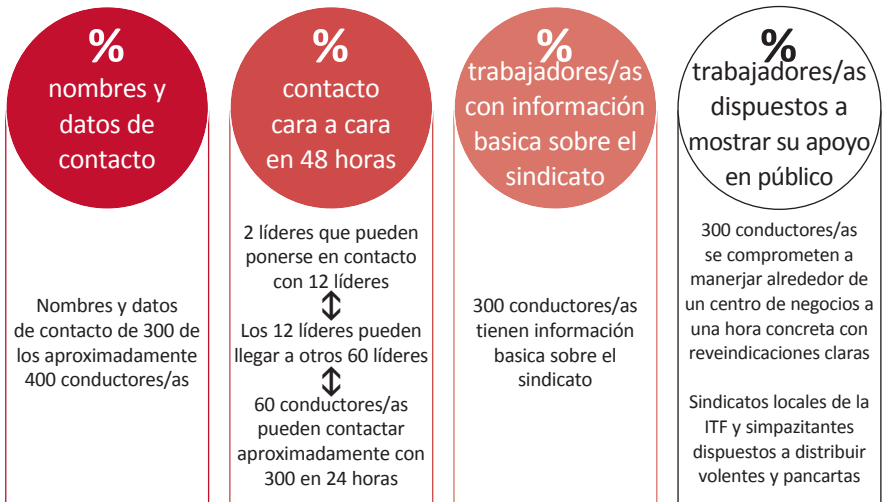 %
nombres y
datos de
contacto
Nombres y datos
de contacto de 300 de
los aproximadamente
400 conductores/as
%
contacto
cara a cara
en 48 horas
2 líderes que pueden
ponerse en contacto
con 12 líderes
Los 12 líderes pueden
llegar a otros 60 líderes
60 conductores/as
pueden contactar
aproximadamente con
300 en 24 horas
%
trabajadores/as
con información
basica sobre el
sindicato
300 conductores/as
tienen información
basica sobre el
sindicato
%
trabajadores/as
dispuestos a
mostrar su apoyo
en público
300 conductores/as
se comprometen a
manerjar alrededor de
un centro de negocios a
una hora concreta con
reveindicaciones claras
Sindicatos locales de la
ITF y simpazitantes
dispuestos a distribuir
volentes y pancartas